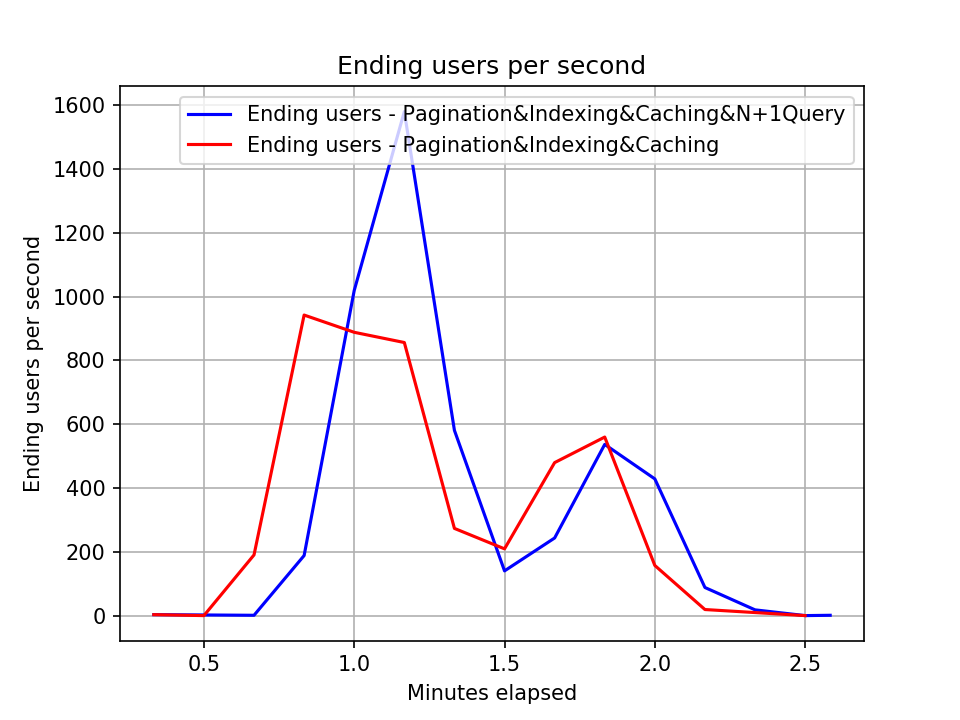 Ending users per second
Ending users - Pagination&Indexing&Caching&N+1Query
Ending users - Pagination&Indexing&Caching
Ending users per second
1600
1400
1200
1000
800
600
400
200
0
0.5 1.0 1.5 2.0 2.5
Minutes elapsed